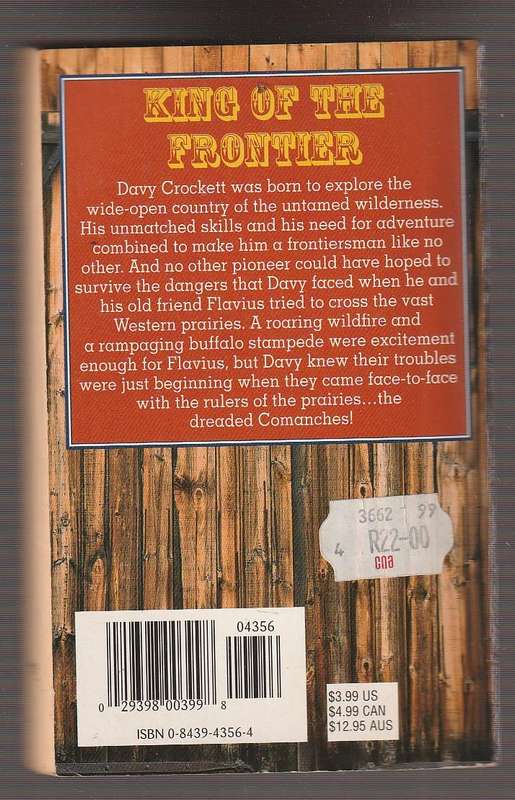 KING OF THE
FRONTIER
Davy Crockett was born to explore the
wide-open country of the untamed wilderness.
His unmatched skills and his need for adventure
combined to make him a frontiersman like no
other. And no other pioneer could have hoped to
survive the dangers that Davy faced when he and
his old friend Flavius tried to cross the vast
Western prairies. A roaring wildfire and
a rampaging buffalo stampede were excitement
enough for Flavius, but Davy knew their troubles
were just beginning when they came face-to-face
with the rulers of the prairies...the
dreaded Comanches!
3662 99
4 R22-00
cna
04356
0 29398 00399 8
ISBN 0-8439-4356-4
$3.99 US
$4.99 CAN
$12.95 AUS